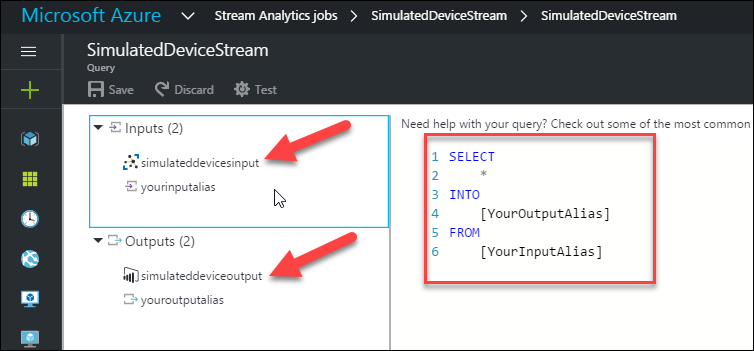 Microsoft Azure Stream Analytics jobs > SimulatedDeviceStream > SimulatedDeviceStream
SimulatedDeviceStream
Query
Save Discard Test
Inputs (2)
simulateddevicesinput
yourinputalias
Outputs (2)
simulateddeviceoutput
youroutputalias
Need help with your query? Check out some of the most common
1 SELECT
2 *
3 INTO
4 [YourOutputAlias]
5 FROM
6 [YourInputAlias]